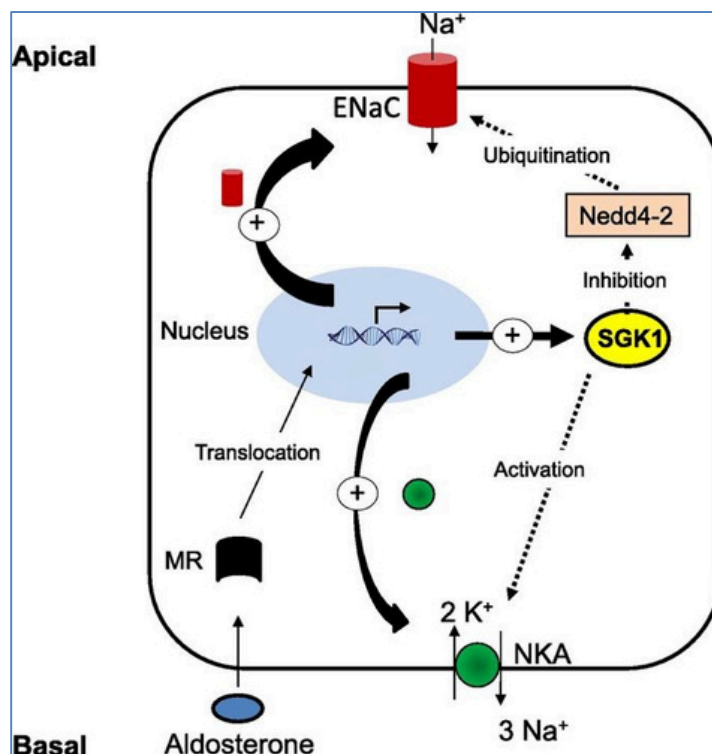 Na⁺
Apical
ENaC
Ubiquitination
+
Nedd4-2
Inhibition
Nucleus
+
SGK1
Translocation
Activation
+
MR
2 K⁺
NKA
3 Na⁺
Basal
Aldosterone